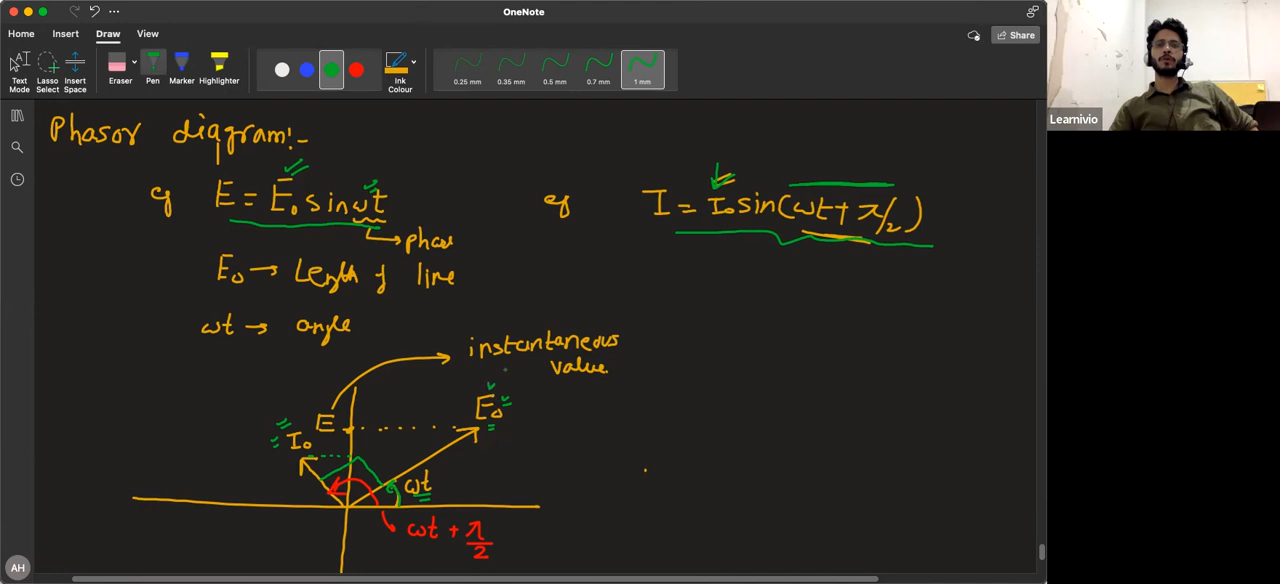 OneNote
Home Insert Draw View
Share
Text Mode
Lasso Select
Insert Space
Eraser
Pen
Marker
Highlighter
Ink Colour
0.25 mm
0.35 mm
0.5 mm
0.7 mm
1 mm
Learnivio
Phasor diagram:-
eg E = E₀ sin ωt
eg I = I₀ sin(ωt + π/2)
phase
E₀ → Length of line
ωt → angle
instantaneous
value.
E
E₀
I₀
ωt
ωt + π/2
AH